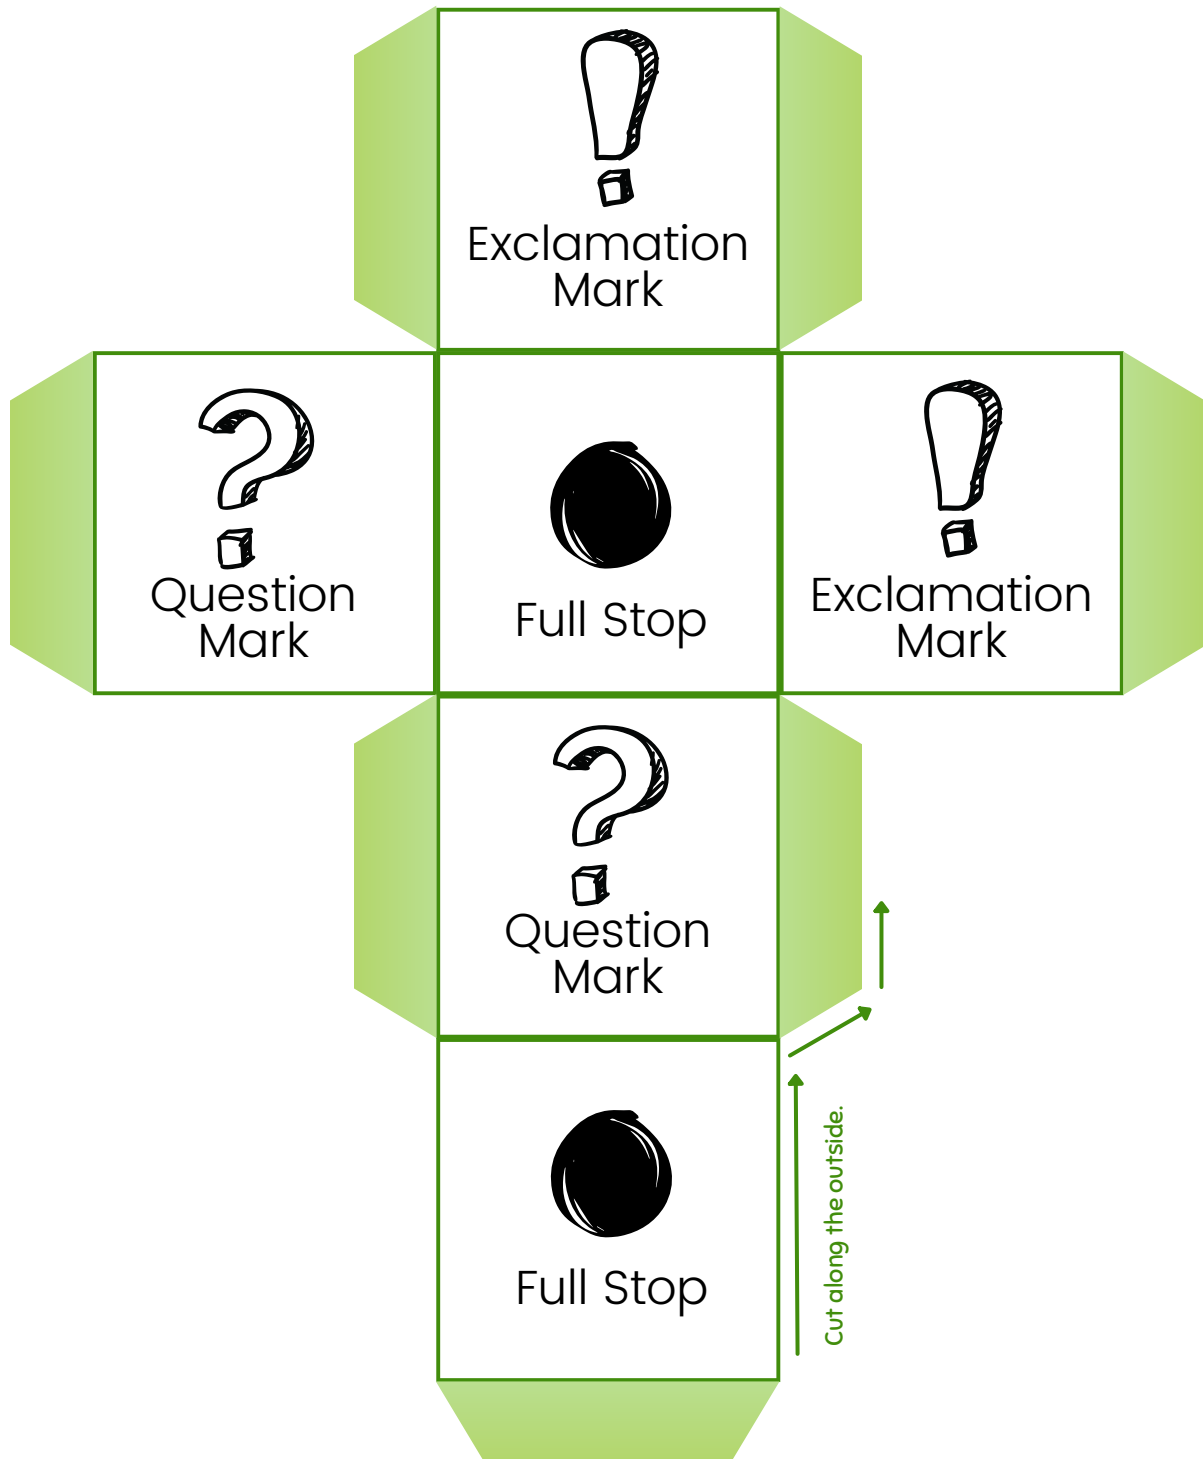 Exclamation
Mark
Question
Mark
Full Stop
Exclamation
Mark
Question
Mark
Full Stop
Cut along the outside.